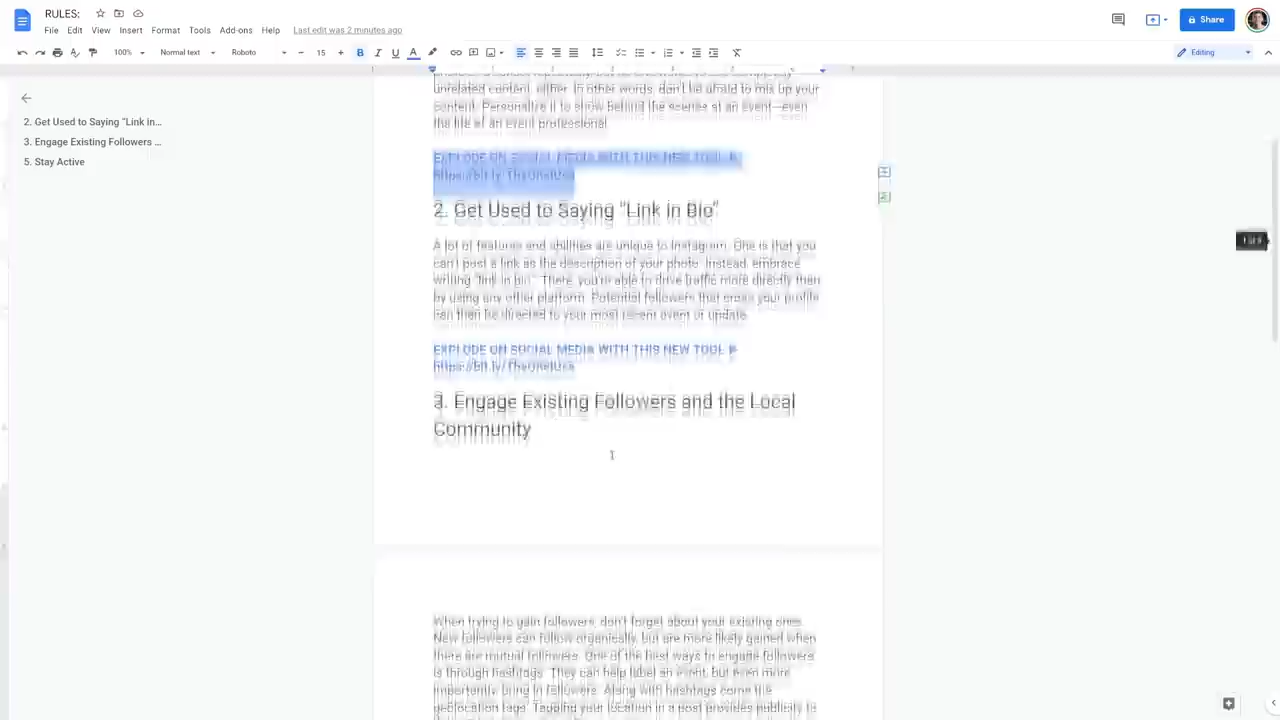 RULES:
File Edit View Insert Format Tools Add-ons Help Last edit was 2 minutes ago
Share
100% Normal text Roboto 15 Editing
2. Get Used to Saying “Link in…
3. Engage Existing Followers …
5. Stay Active
unrelated content, either. In other words, don't be afraid to mix up your
content. Personalize it to show behind the scenes at an event—even
the life of an event professional.
EXPLODE ON SOCIAL MEDIA WITH THIS NEW TOOL
2. Get Used to Saying “Link in Bio”
A lot of features and abilities are unique to Instagram. One is that you
can't post a link as the description of your photo. Instead, embrace
writing “link in bio”. There, you're able to drive traffic more directly than
by using any other platform. Potential followers that cross your profile
can then be directed to your most recent event or update.
EXPLODE ON SOCIAL MEDIA WITH THIS NEW TOOL
3. Engage Existing Followers and the Local
Community
When trying to gain followers, don't forget about your existing ones.
New followers can follow organically, but are more likely gained when
there are mutual followers. One of the best ways to engage followers
is through hashtags. They can help label an event, but even more
importantly, bring in followers. Along with hashtags come the
geolocation tags. Tagging your location in a post provides publicity to